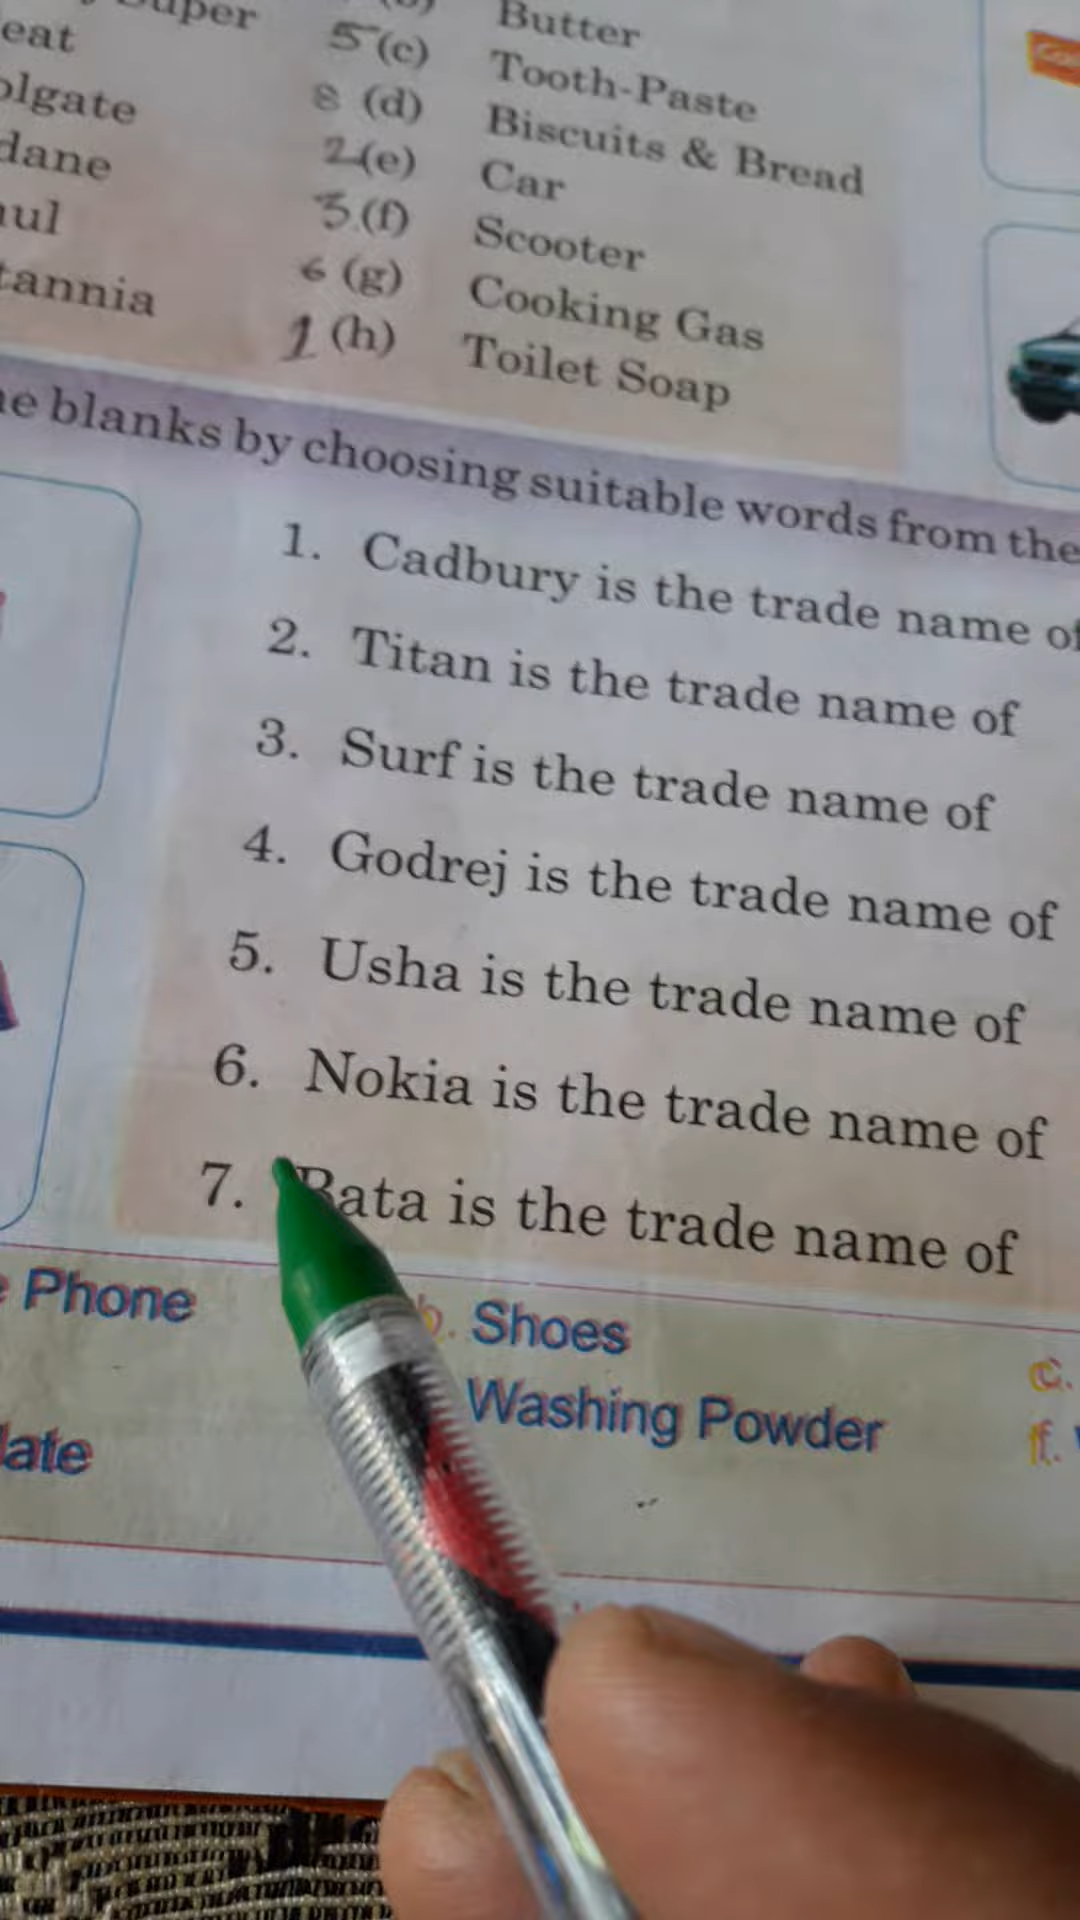 Butter
eat 5 (c) Tooth-Paste
olgate 8 (d) Biscuits & Bread
dane 2 (e) Car
ul 3 (f) Scooter
tannia 6 (g) Cooking Gas
1 (h) Toilet Soap
e blanks by choosing suitable words from the
1. Cadbury is the trade name of
2. Titan is the trade name of
3. Surf is the trade name of
4. Godrej is the trade name of
5. Usha is the trade name of
6. Nokia is the trade name of
7. Bata is the trade name of
Phone b. Shoes c.
late Washing Powder f.